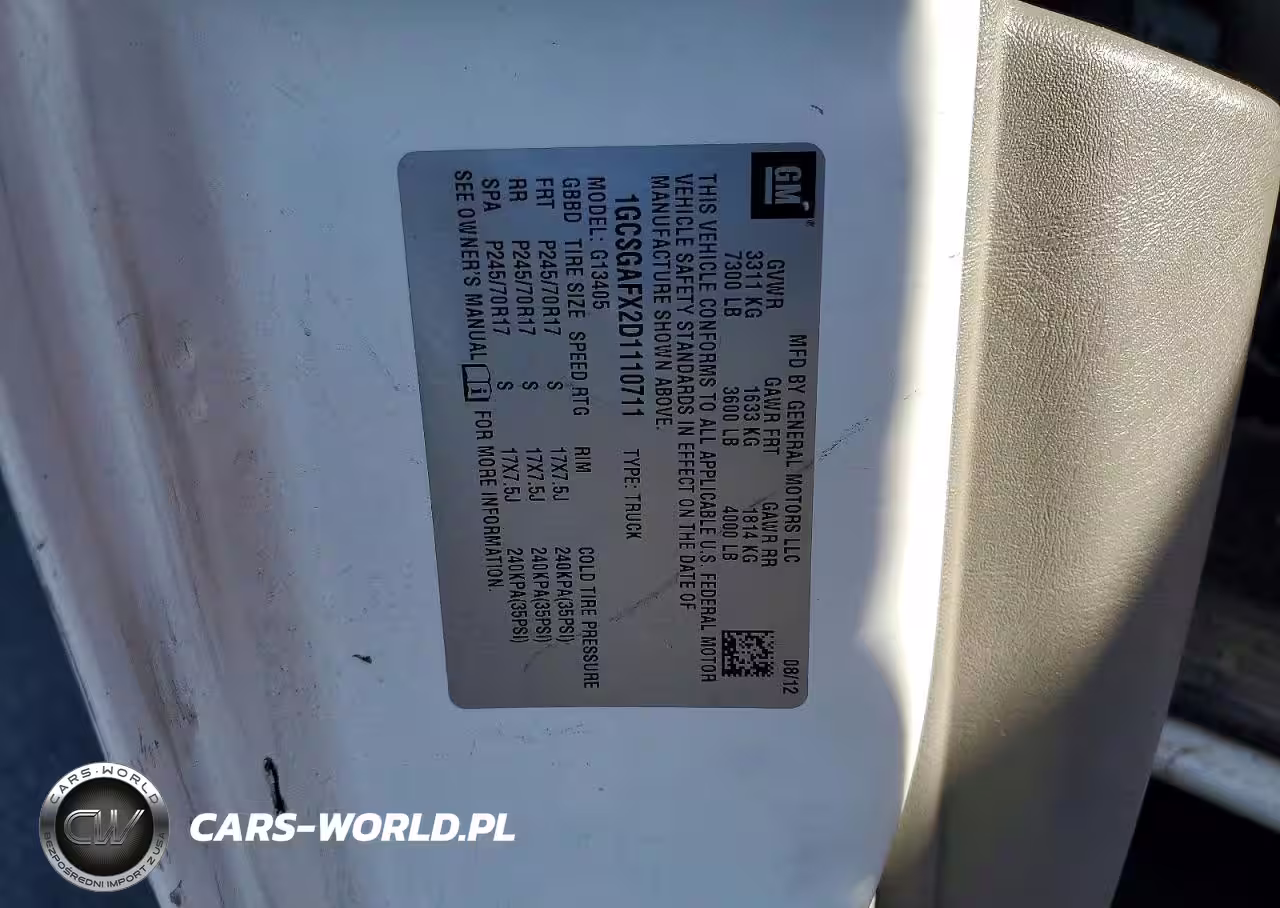 GM
MFD BY GENERAL MOTORS LLC 08/12
GVWR GAWR FRT GAWR RR
3311 KG 1633 KG 1814 KG
7300 LB 3600 LB 4000 LB
THIS VEHICLE CONFORMS TO ALL APPLICABLE U.S. FEDERAL MOTOR
VEHICLE SAFETY STANDARDS IN EFFECT ON THE DATE OF
MANUFACTURE SHOWN ABOVE.
1GCSGAFX2D1110711 TYPE: TRUCK
MODEL: G13405
GBBD TIRE SIZE SPEED RTG RIM COLD TIRE PRESSURE
FRT P245/70R17 S 17X7.5J 240KPA(35PSI)
RR P245/70R17 S 17X7.5J 240KPA(35PSI)
SPA P245/70R17 S 17X7.5J 240KPA(35PSI)
SEE OWNER'S MANUAL FOR MORE INFORMATION.
CARS-WORLD
CW
BEZPOŚREDNI IMPORT Z USA
CARS-WORLD.PL